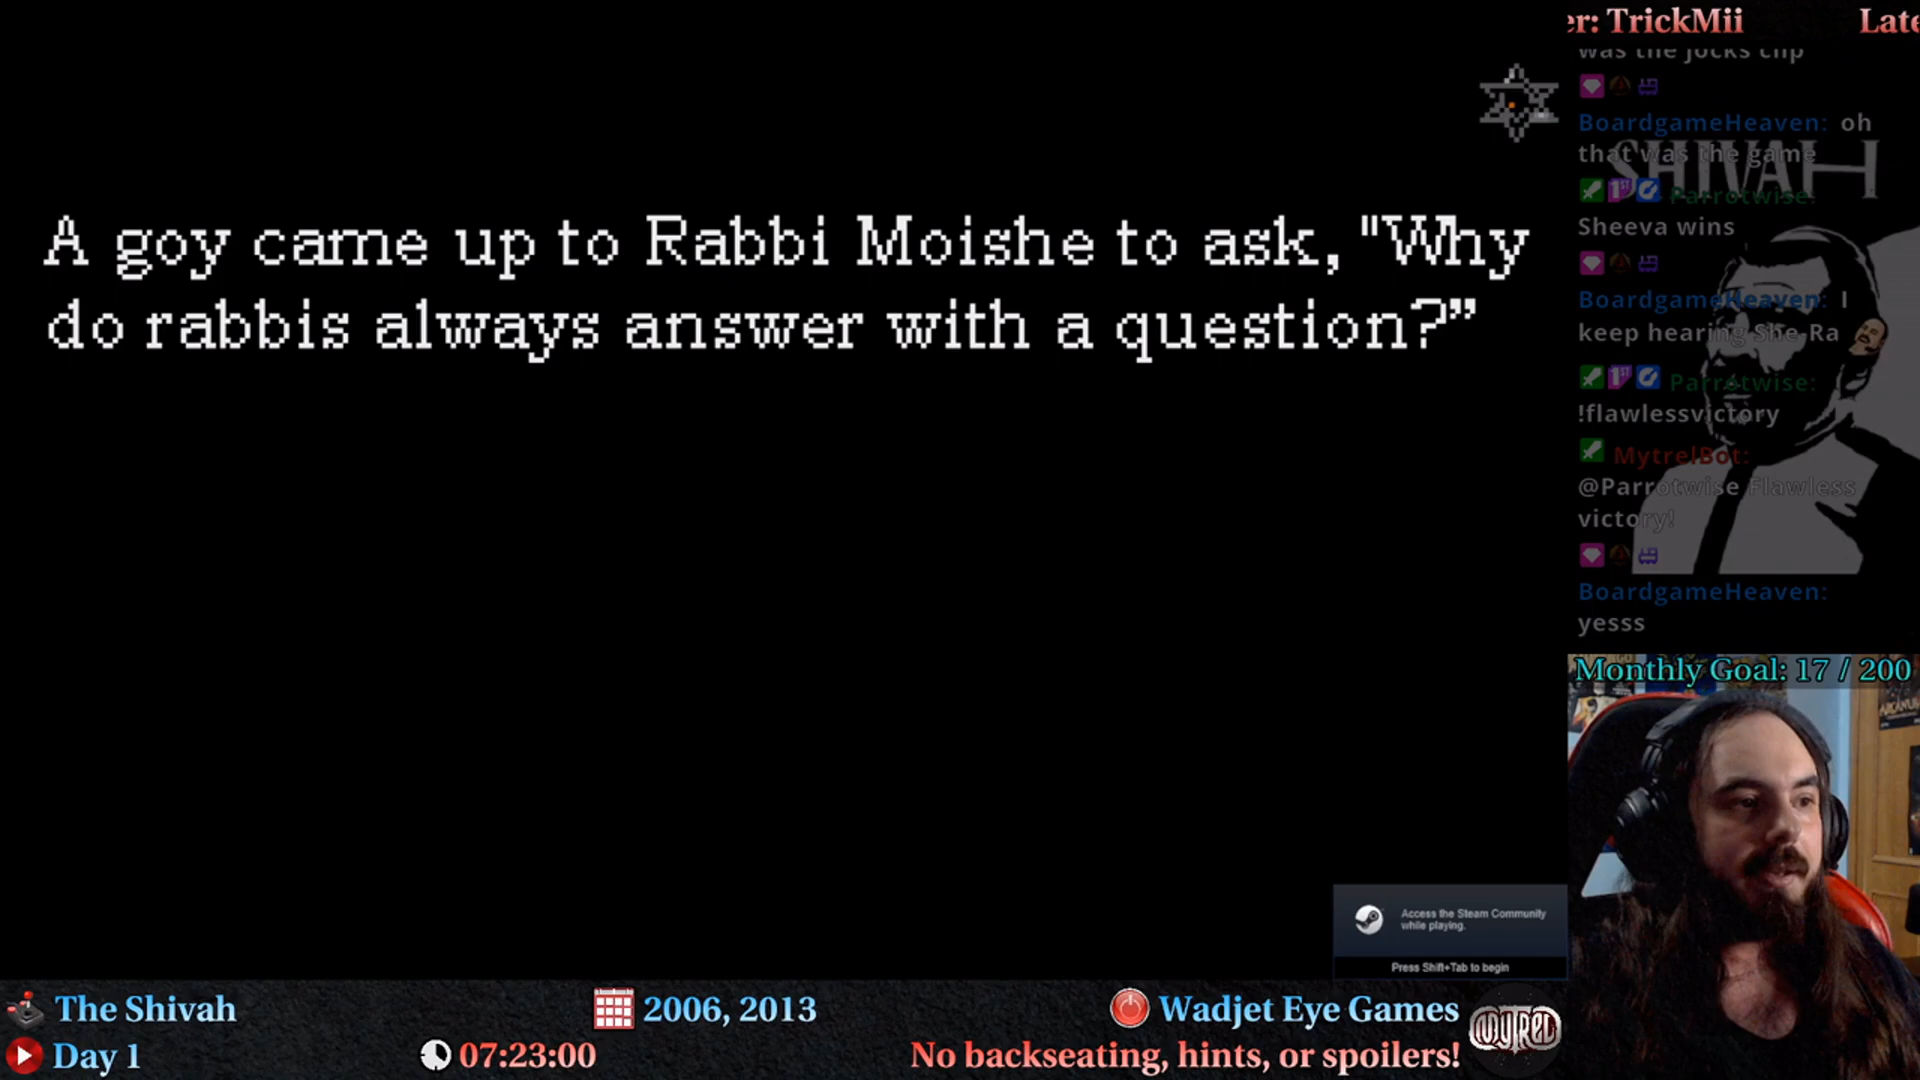 A goy came up to Rabbi Moishe to ask, "Why
do rabbis always answer with a question?”
er: TrickMii
Late
was the jocks clip
BoardgameHeaven: oh
that was the game
SHIVAH
Parrotwise:
Sheeva wins
BoardgameHeaven: I
keep hearing She-Ra
Parrotwise:
!flawlessvictory
MytrelBot:
@Parrotwise Flawless
victory!
BoardgameHeaven:
yesss
Monthly Goal: 17 / 200
Access the Steam Community
while playing.
Press Shift+Tab to begin
The Shivah
2006, 2013
Wadjet Eye Games
Day 1
07:23:00
No backseating, hints, or spoilers!